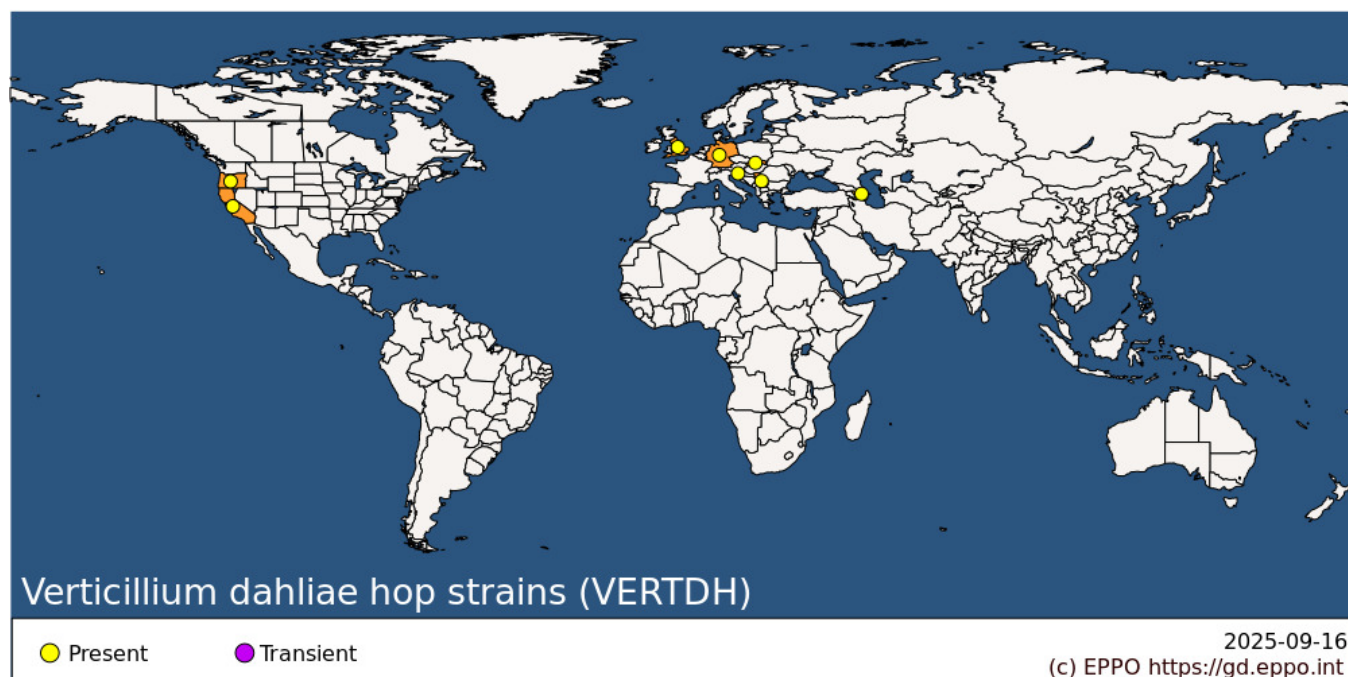 Verticillium dahliae hop strains (VERTDH)
Present
Transient
2025-09-16
(c) EPPO https://gd.eppo.int